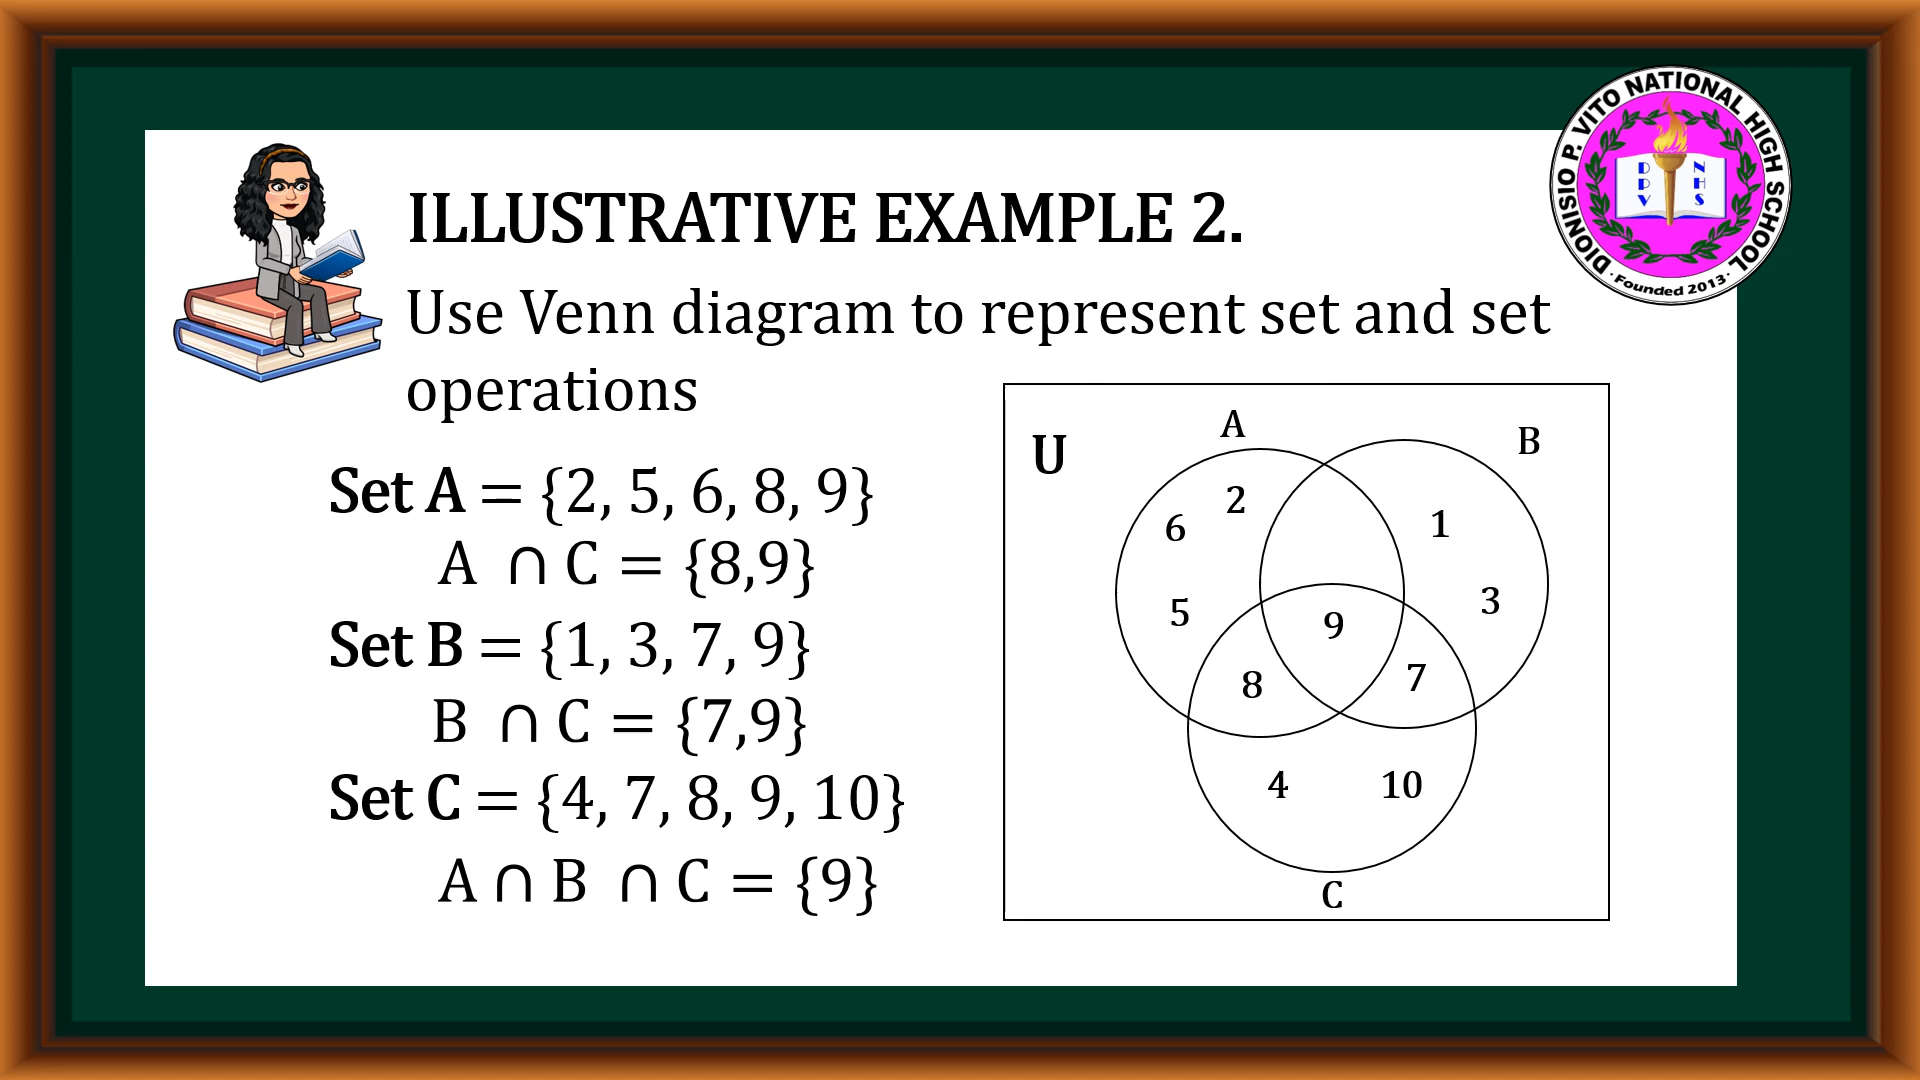 DIONISIO P. VITO NATIONAL HIGH SCHOOL
DPV NHS
· Founded 2013 ·
ILLUSTRATIVE EXAMPLE 2.
Use Venn diagram to represent set and set
operations
Set A = {2, 5, 6, 8, 9}
A ∩ C = {8,9}
Set B = {1, 3, 7, 9}
B ∩ C = {7,9}
Set C = {4, 7, 8, 9, 10}
A ∩ B ∩ C = {9}
U
A
B
2
6
1
5
3
9
8
7
4
10
C